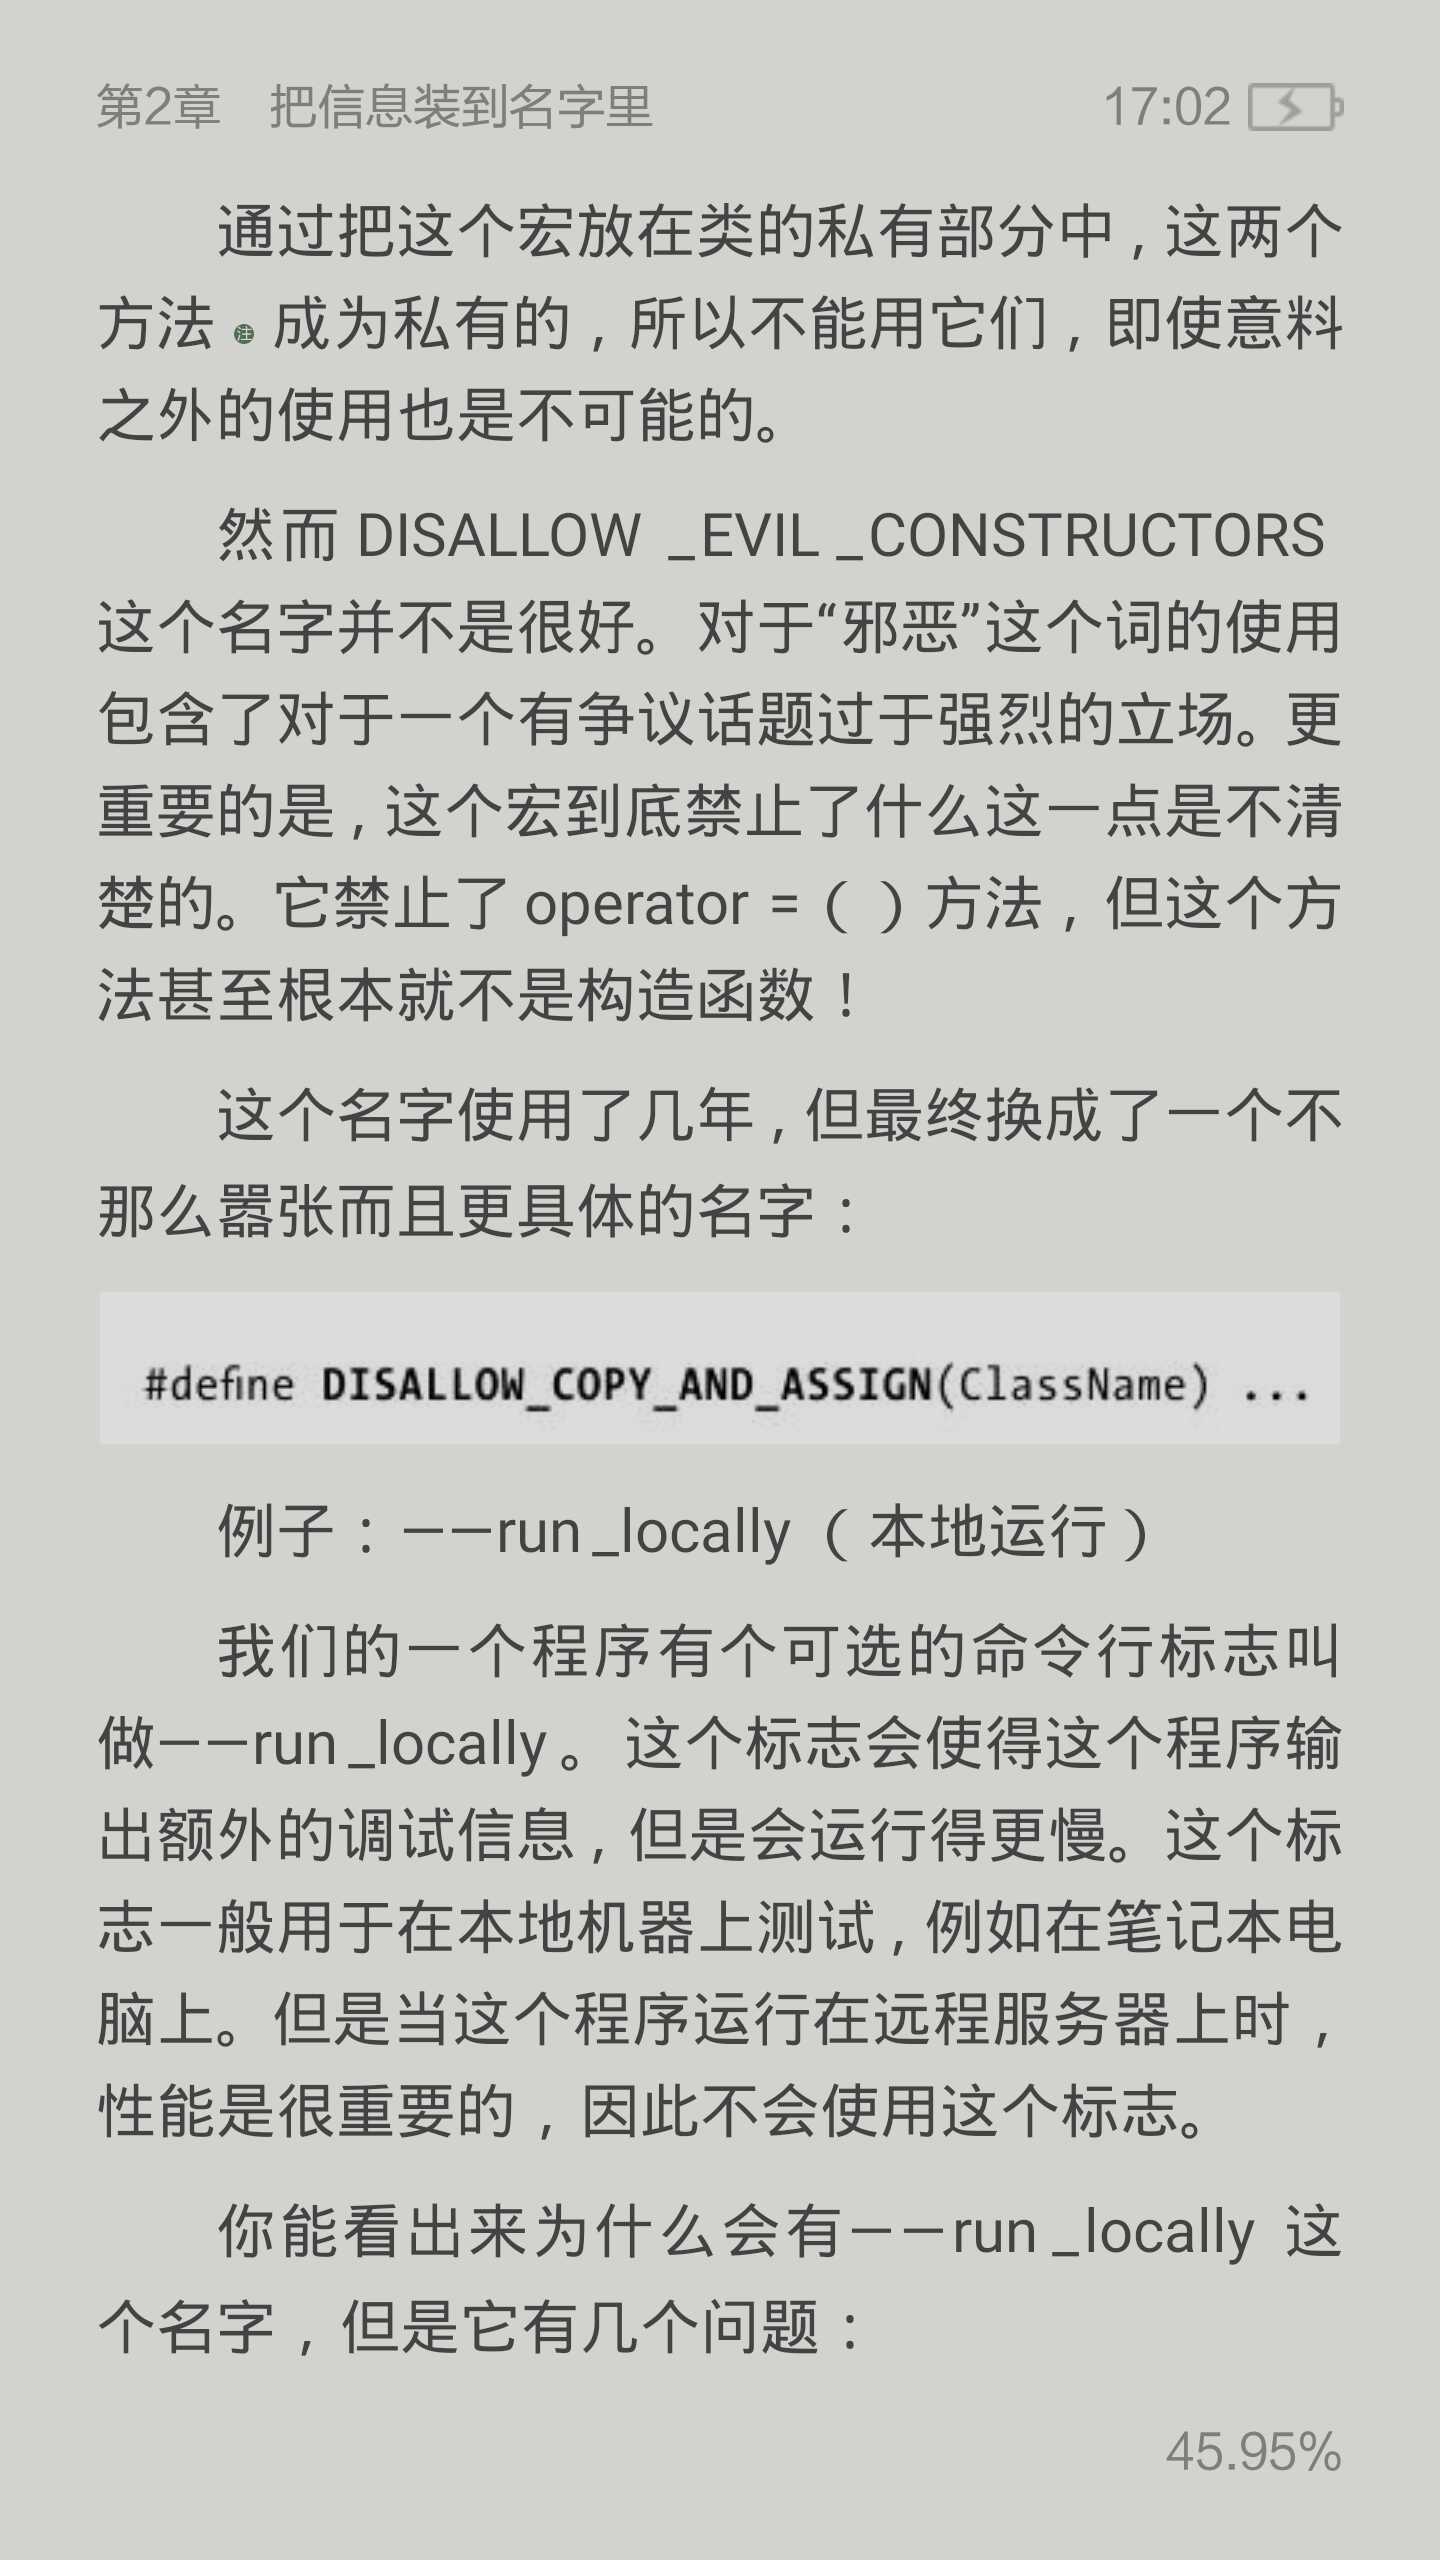 第2章　把信息装到名字里
17:02
通过把这个宏放在类的私有部分中，这两个
方法 注 成为私有的，所以不能用它们，即使意料
之外的使用也是不可能的。
然而 DISALLOW _EVIL _CONSTRUCTORS
这个名字并不是很好。对于“邪恶”这个词的使用
包含了对于一个有争议话题过于强烈的立场。更
重要的是，这个宏到底禁止了什么这一点是不清
楚的。它禁止了 operator =（ ）方法，但这个方
法甚至根本就不是构造函数！
这个名字使用了几年，但最终换成了一个不
那么嚣张而且更具体的名字：
#define DISALLOW_COPY_AND_ASSIGN(ClassName) ...
例子：——run _locally （本地运行）
我们的一个程序有个可选的命令行标志叫
做——run _locally 。这个标志会使得这个程序输
出额外的调试信息，但是会运行得更慢。这个标
志一般用于在本地机器上测试，例如在笔记本电
脑上。但是当这个程序运行在远程服务器上时，
性能是很重要的，因此不会使用这个标志。
你能看出来为什么会有——run _locally 这
个名字，但是它有几个问题：
45.95%